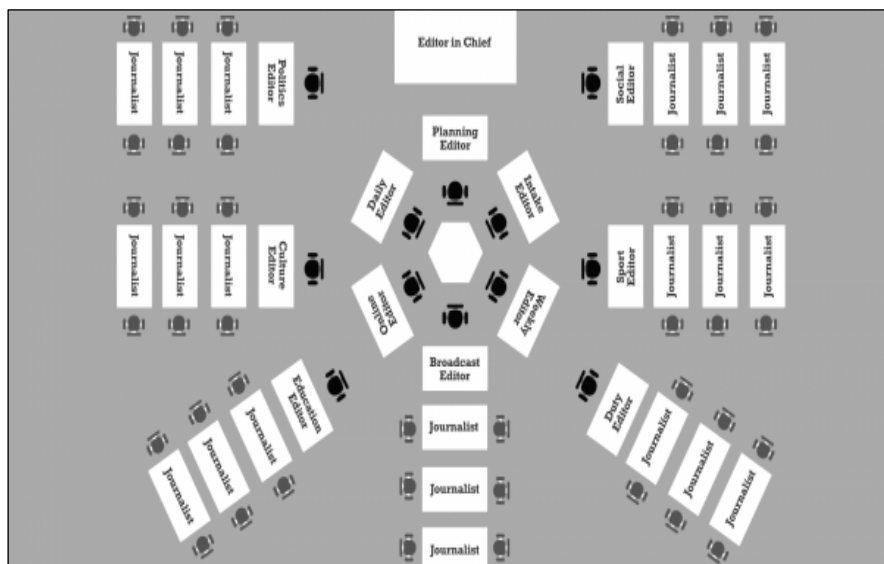 Editor in Chief
Journalist
Journalist
Journalist
Politics
Editor
Social
Editor
Journalist
Journalist
Journalist
Planning
Editor
Daily
Editor
Intake
Editor
Journalist
Journalist
Journalist
Culture
Editor
Online
Editor
Weekly
Editor
Sport
Editor
Journalist
Journalist
Journalist
Broadcast
Editor
Education
Editor
Journalist
Journalist
Journalist
Journalist
Journalist
Journalist
Duty
Editor
Journalist
Journalist
Journalist